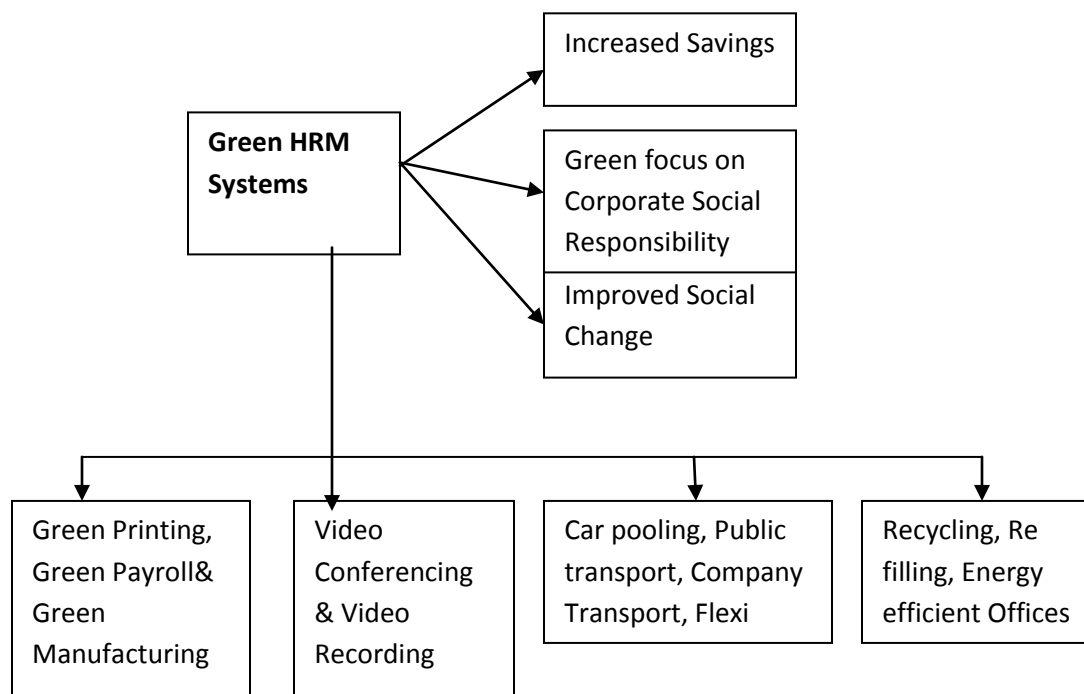 Increased Savings
Green HRM
Systems
Green focus on
Corporate Social
Responsibility
Improved Social
Change
Green Printing,
Green Payroll&
Green
Manufacturing
Video
Conferencing
& Video
Recording
Car pooling, Public
transport, Company
Transport, Flexi
Recycling, Re
filling, Energy
efficient Offices